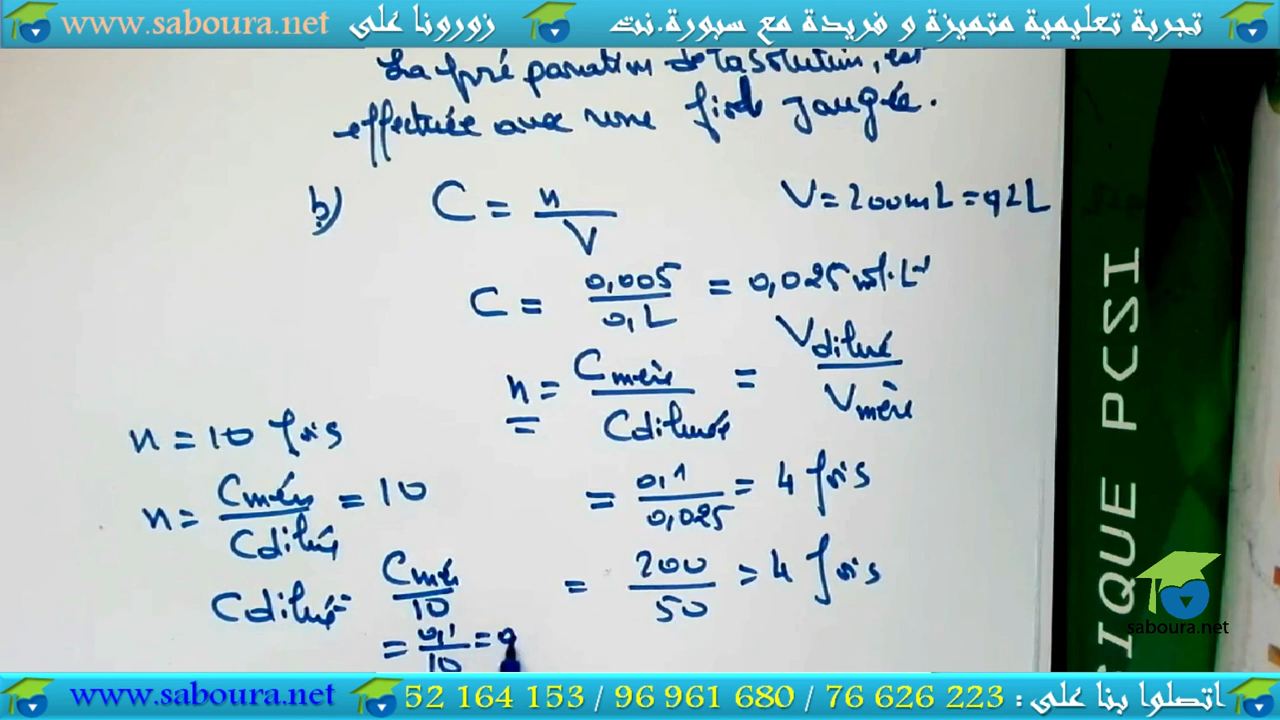 www.saboura.net زورونا على تجربة تعليمية متميزة و فريدة مع سبورة.نت
La préparation de la solution, est
effectuée avec une fiole jaugée.
b) C = n / V V = 200 mL = 0,2 L
C = 0,005 / 0,2 = 0,025 mol.L⁻¹
n = Cmère / Cdiluée = Vdilué / Vmère
n = 10 fois
n = Cmère / Cdiluée = 10
= 0,1 / 0,025 = 4 fois
Cdiluée = Cmère / 10
= 200 / 50 = 4 fois
= 0,1 / 10 = 0
SIQUE PCSI
saboura.net
www.saboura.net 52 164 153 / 96 961 680 / 76 626 223 : اتصلوا بنا على